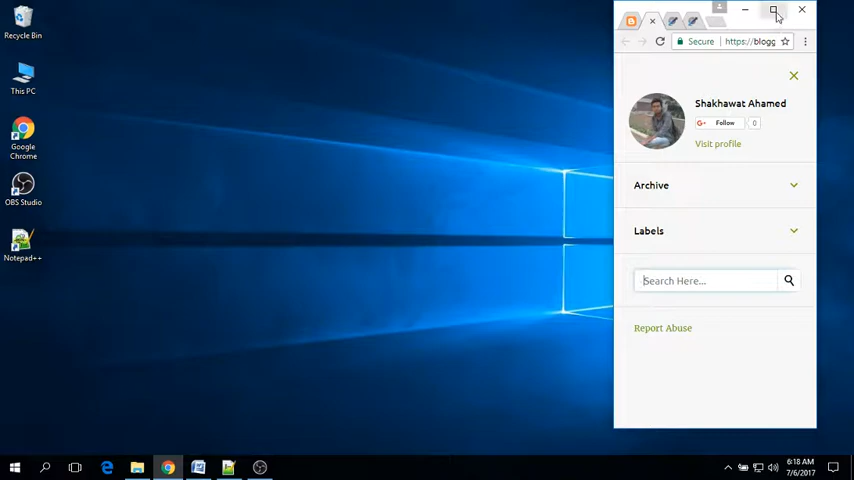 Recycle Bin
This PC
Google
Chrome
OBS Studio
Notepad++
Secure
https://blogg
Shakhawat Ahamed
G+ Follow 0
Visit profile
Archive
Labels
Search Here...
Report Abuse
6:18 AM
7/6/2017